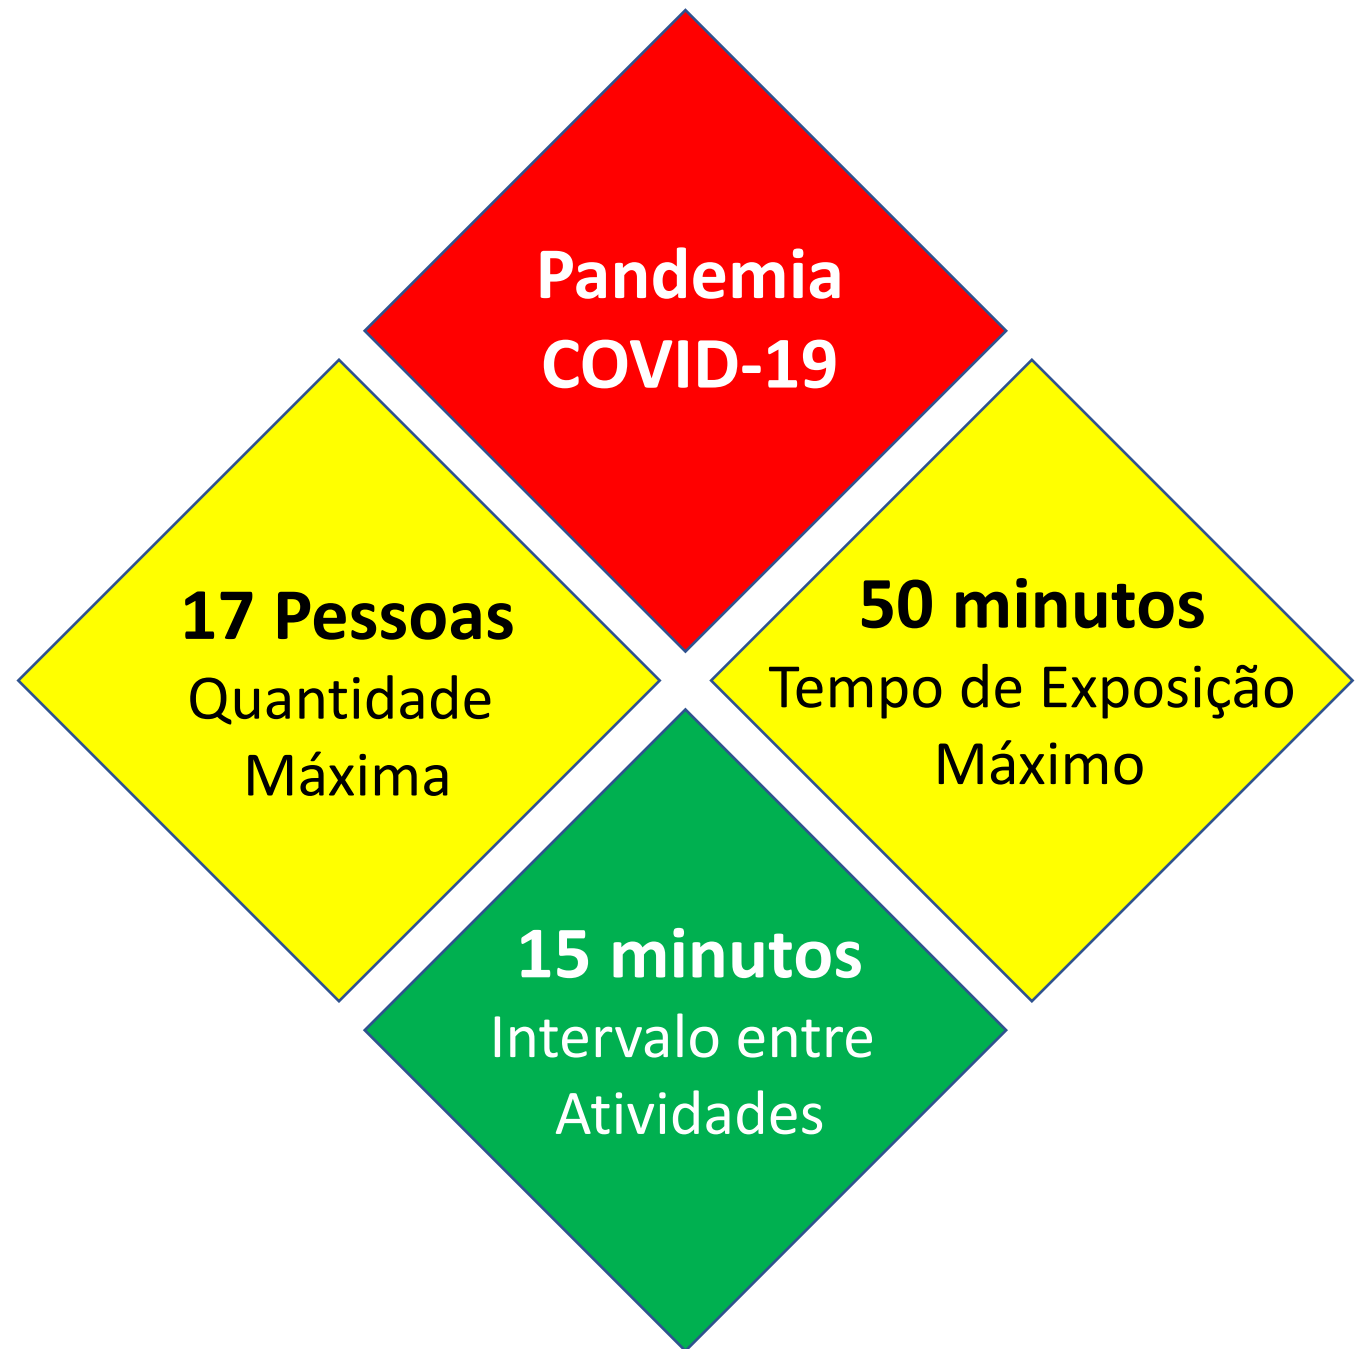 Pandemia
COVID-19
17 Pessoas
Quantidade
Máxima
50 minutos
Tempo de Exposição
Máximo
15 minutos
Intervalo entre
Atividades